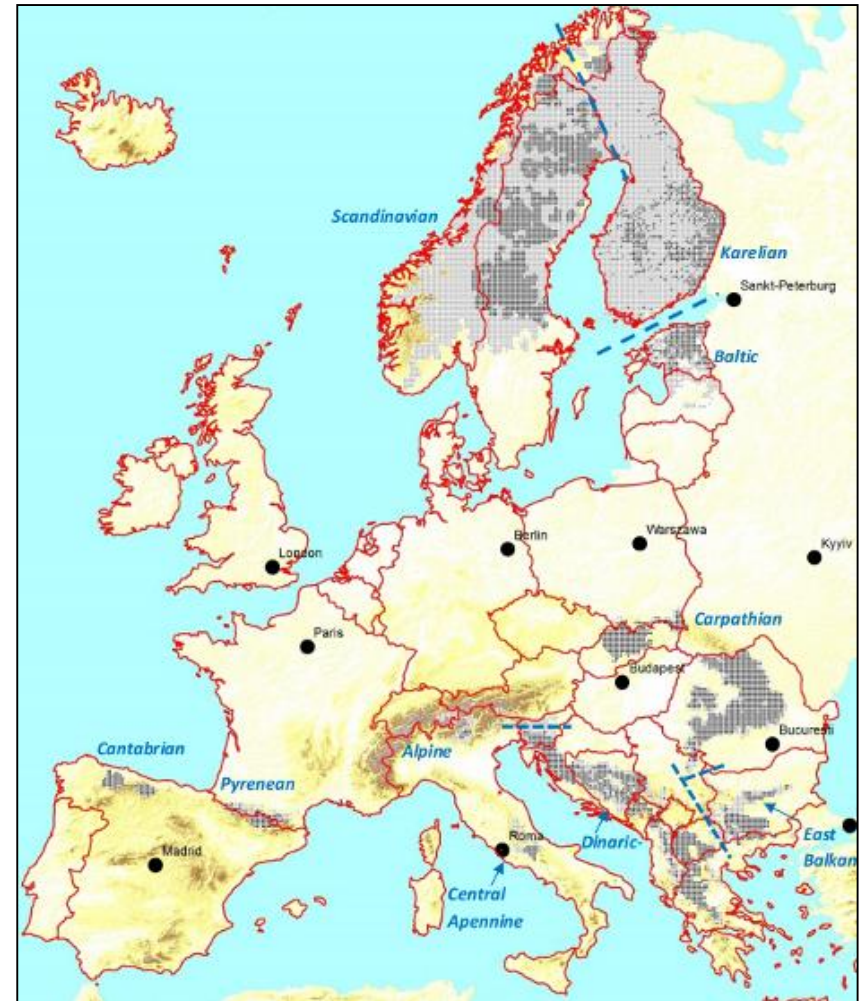 Scandinavian
Karelian
Sankt-Peterburg
Baltic
Berlin
Warszawa
Kyyiv
London
Paris
Carpathian
Budapest
Bucuresti
Cantabrian
Alpine
Pyrenean
Madrid
Roma
Dinaric-
East
Balkan
Central
Apennine